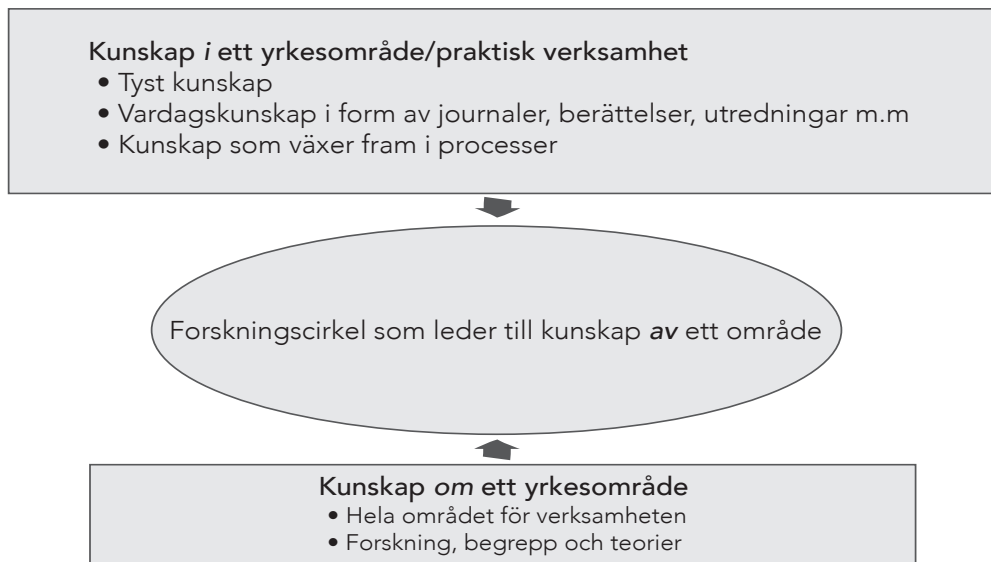 Kunskap i ett yrkesområde/praktisk verksamhet
• Tyst kunskap
• Vardagskunskap i form av journaler, berättelser, utredningar m.m
• Kunskap som växer fram i processer
Forskningscirkel som leder till kunskap av ett område
Kunskap om ett yrkesområde
• Hela området för verksamheten
• Forskning, begrepp och teorier